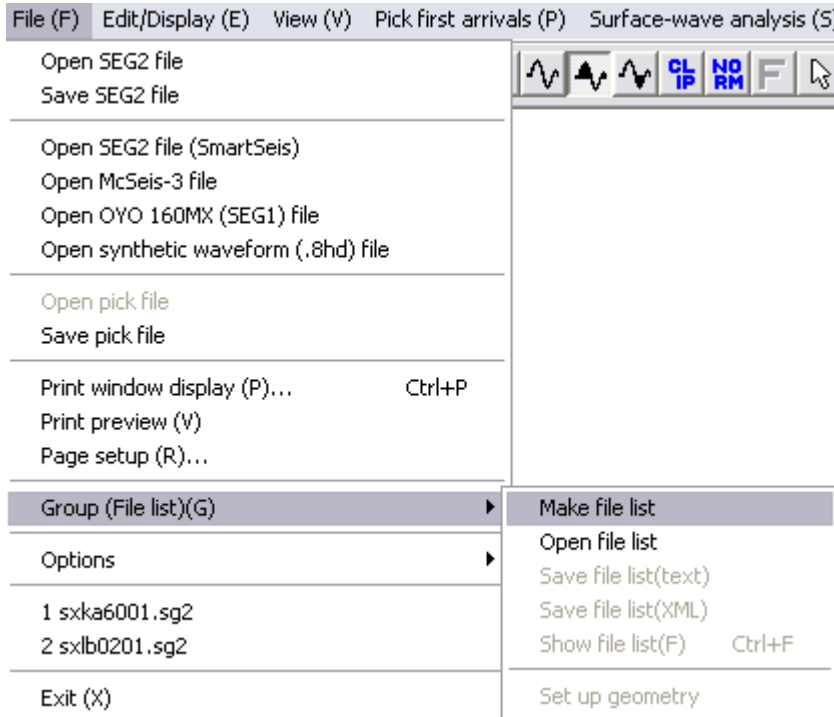 File (F) Edit/Display (E) View (V) Pick first arrivals (P) Surface-wave analysis (S)
Open SEG2 file
Save SEG2 file
CL IP NO RM F
Open SEG2 file (SmartSeis)
Open McSeis-3 file
Open OYO 160MX (SEG1) file
Open synthetic waveform (.8hd) file
Open pick file
Save pick file
Print window display (P)... Ctrl+P
Print preview (V)
Page setup (R)...
Group (File list)(G)
Options
1 sxka6001.sg2
2 sxlb0201.sg2
Exit (X)
Make file list
Open file list
Save file list(text)
Save file list(XML)
Show file list(F) Ctrl+F
Set up geometry